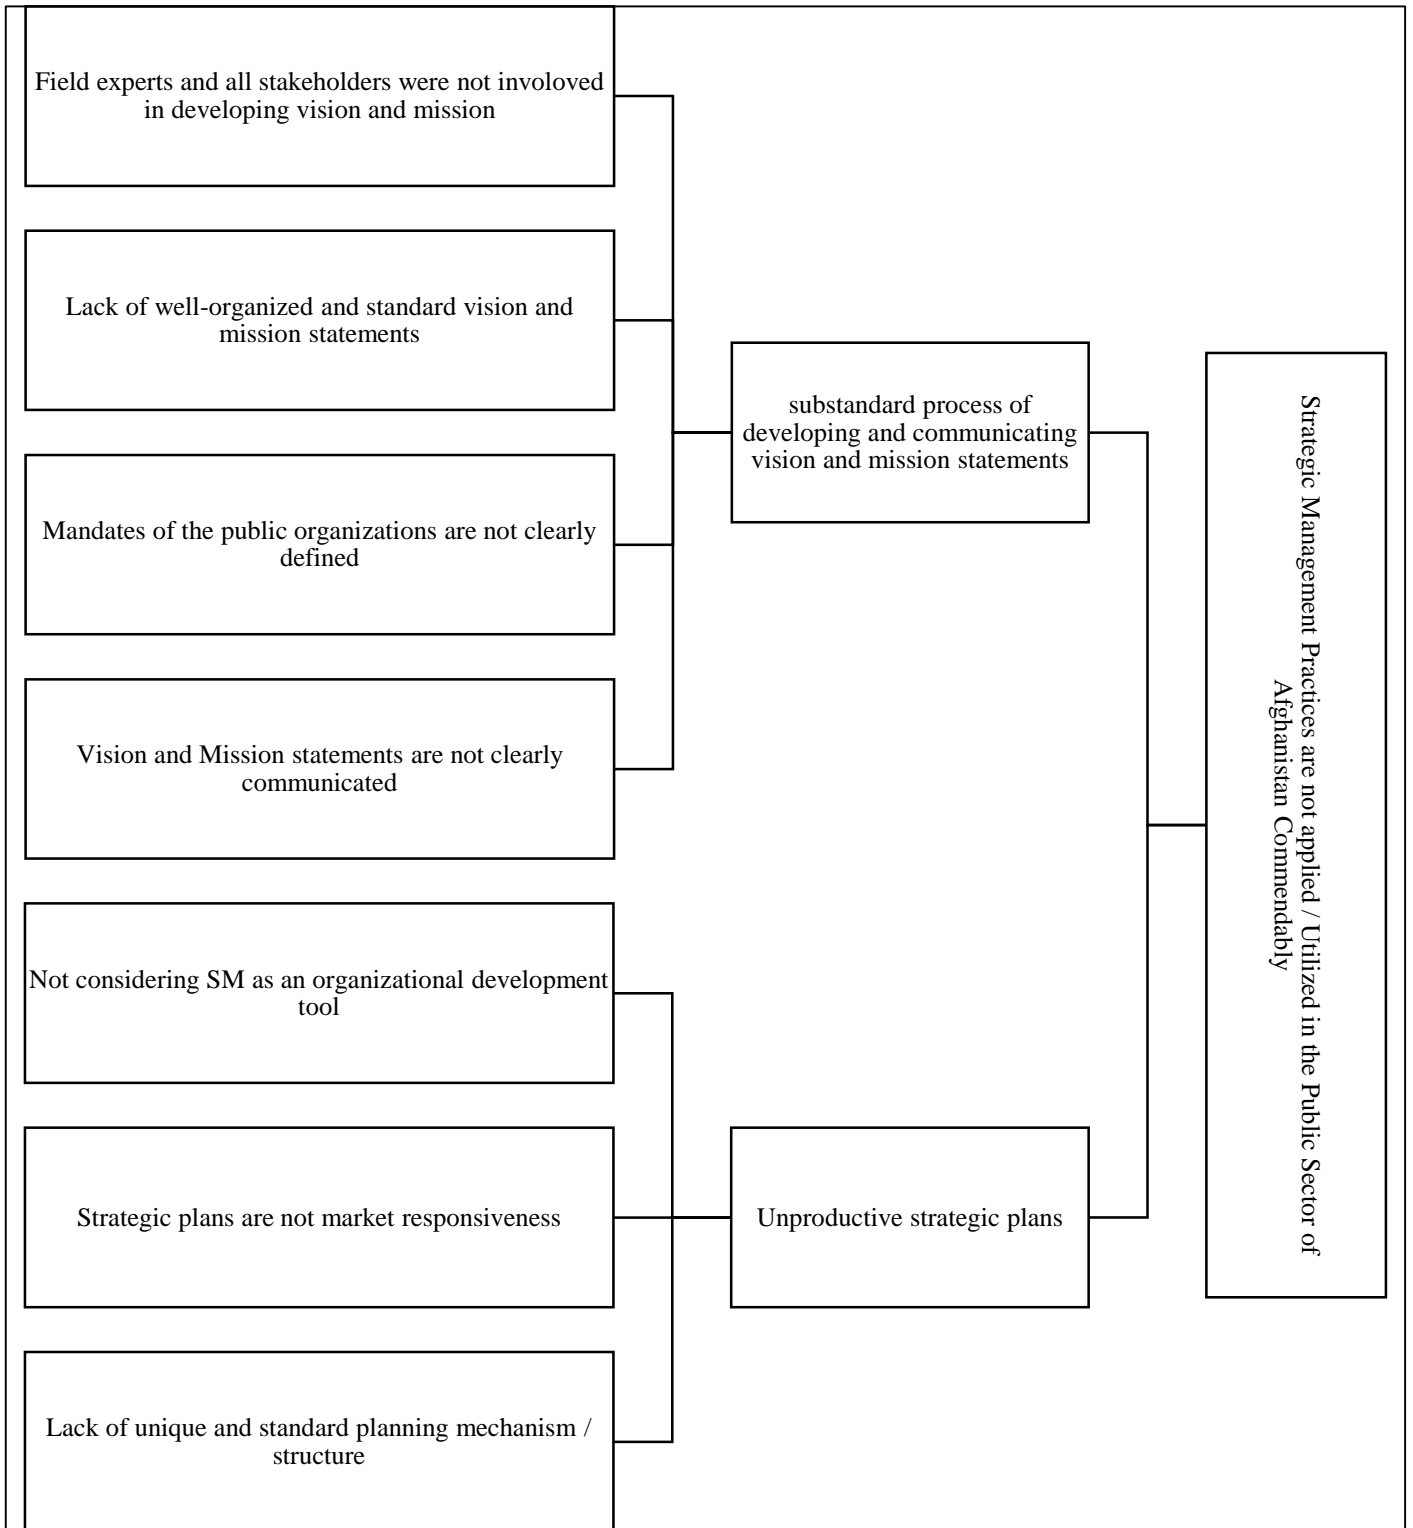 Field experts and all stakeholders were not involoved
in developing vision and mission
Lack of well-organized and standard vision and
mission statements
Mandates of the public organizations are not clearly
defined
Vision and Mission statements are not clearly
communicated
Not considering SM as an organizational development
tool
Strategic plans are not market responsiveness
Lack of unique and standard planning mechanism /
structure
substandard process of
developing and communicating
vision and mission statements
Unproductive strategic plans
Strategic Management Practices are not applied / Utilized in the Public Sector of
Afghanistan Commendably